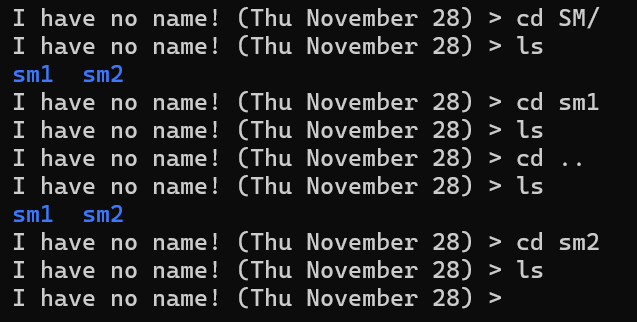 I have no name! (Thu November 28) > cd SM/
I have no name! (Thu November 28) > ls
sm1  sm2
I have no name! (Thu November 28) > cd sm1
I have no name! (Thu November 28) > ls
I have no name! (Thu November 28) > cd ..
I have no name! (Thu November 28) > ls
sm1  sm2
I have no name! (Thu November 28) > cd sm2
I have no name! (Thu November 28) > ls
I have no name! (Thu November 28) >